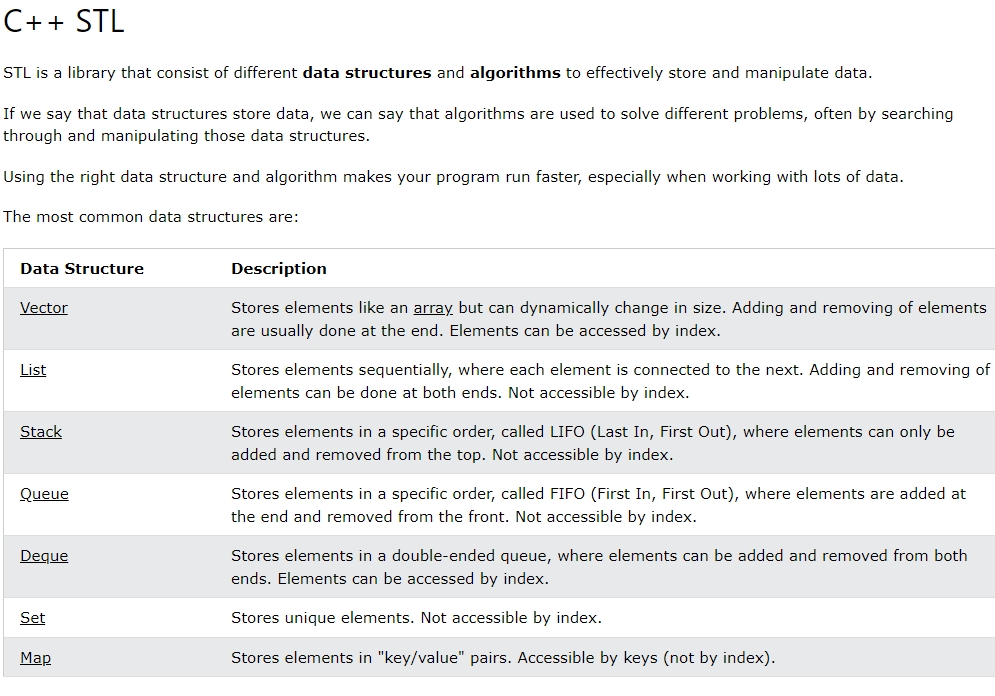 C++ STL
STL is a library that consist of different data structures and algorithms to effectively store and manipulate data.
If we say that data structures store data, we can say that algorithms are used to solve different problems, often by searching
through and manipulating those data structures.
Using the right data structure and algorithm makes your program run faster, especially when working with lots of data.
The most common data structures are:
Data Structure Description
Vector Stores elements like an array but can dynamically change in size. Adding and removing of elements
are usually done at the end. Elements can be accessed by index.
List Stores elements sequentially, where each element is connected to the next. Adding and removing of
elements can be done at both ends. Not accessible by index.
Stack Stores elements in a specific order, called LIFO (Last In, First Out), where elements can only be
added and removed from the top. Not accessible by index.
Queue Stores elements in a specific order, called FIFO (First In, First Out), where elements are added at
the end and removed from the front. Not accessible by index.
Deque Stores elements in a double-ended queue, where elements can be added and removed from both
ends. Elements can be accessed by index.
Set Stores unique elements. Not accessible by index.
Map Stores elements in "key/value" pairs. Accessible by keys (not by index).